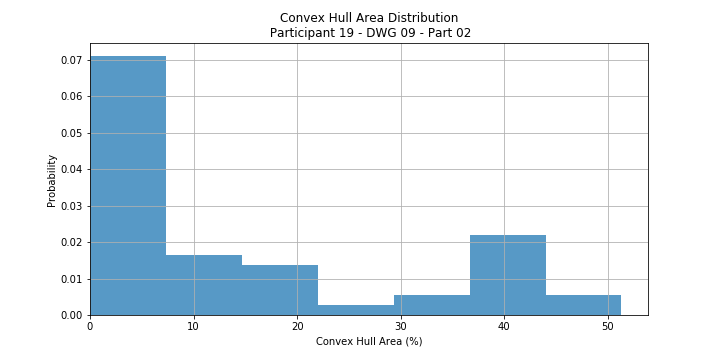 Convex Hull Area Distribution
Participant 19 - DWG 09 - Part 02
0.07
0.06
0.05
0.04
0.03
0.02
0.01
0.00
Probability
0 10 20 30 40 50
Convex Hull Area (%)